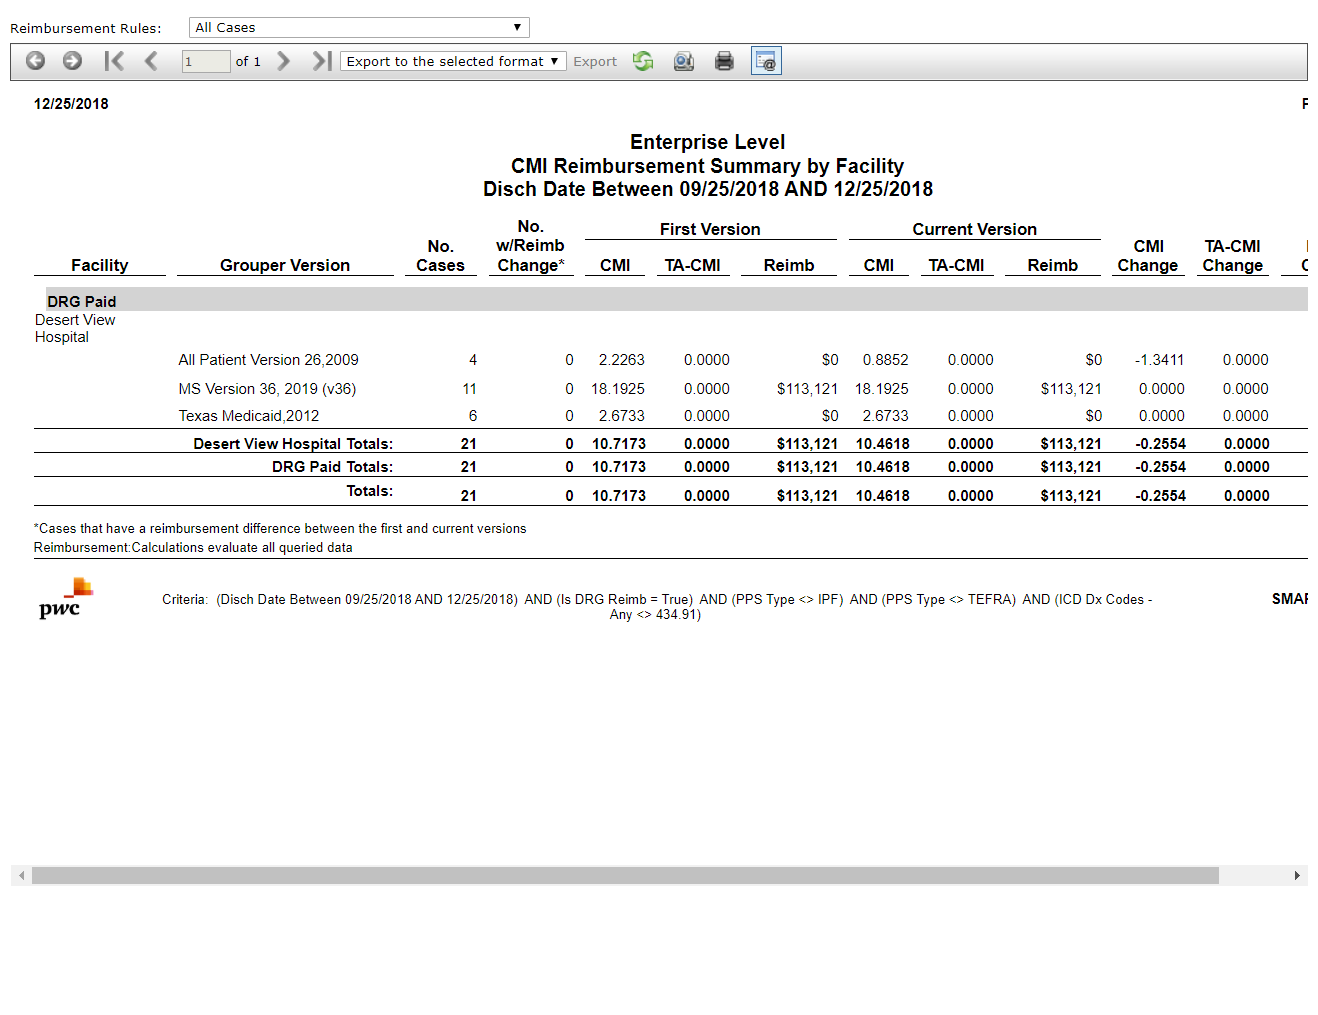 Reimbursement Rules: All Cases
1 of 1 Export to the selected format Export
12/25/2018
Enterprise Level
CMI Reimbursement Summary by Facility
Disch Date Between 09/25/2018 AND 12/25/2018
No. First Version Current Version
No. w/Reimb CMI TA-CMI
Facility Grouper Version Cases Change* CMI TA-CMI Reimb CMI TA-CMI Reimb Change Change
DRG Paid
Desert View
Hospital
All Patient Version 26,2009 4 0 2.2263 0.0000 $0 0.8852 0.0000 $0 -1.3411 0.0000
MS Version 36, 2019 (v36) 11 0 18.1925 0.0000 $113,121 18.1925 0.0000 $113,121 0.0000 0.0000
Texas Medicaid,2012 6 0 2.6733 0.0000 $0 2.6733 0.0000 $0 0.0000 0.0000
Desert View Hospital Totals: 21 0 10.7173 0.0000 $113,121 10.4618 0.0000 $113,121 -0.2554 0.0000
DRG Paid Totals: 21 0 10.7173 0.0000 $113,121 10.4618 0.0000 $113,121 -0.2554 0.0000
Totals: 21 0 10.7173 0.0000 $113,121 10.4618 0.0000 $113,121 -0.2554 0.0000
*Cases that have a reimbursement difference between the first and current versions
Reimbursement:Calculations evaluate all queried data
pwc
Criteria: (Disch Date Between 09/25/2018 AND 12/25/2018) AND (Is DRG Reimb = True) AND (PPS Type <> IPF) AND (PPS Type <> TEFRA) AND (ICD Dx Codes -
Any <> 434.91)